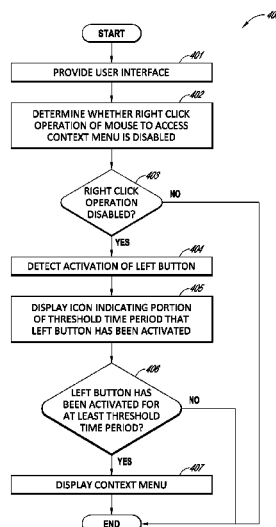 START
401
PROVIDE USER INTERFACE
402
DETERMINE WHETHER RIGHT CLICK
OPERATION OF MOUSE TO ACCESS
CONTEXT MENU IS DISABLED
403
RIGHT CLICK
OPERATION
DISABLED?
NO
YES
404
DETECT ACTIVATION OF LEFT BUTTON
405
DISPLAY ICON INDICATING PORTION
OF THRESHOLD TIME PERIOD THAT
LEFT BUTTON HAS BEEN ACTIVATED
406
LEFT BUTTON HAS
BEEN ACTIVATED FOR
AT LEAST THRESHOLD
TIME PERIOD?
NO
YES
407
DISPLAY CONTEXT MENU
END